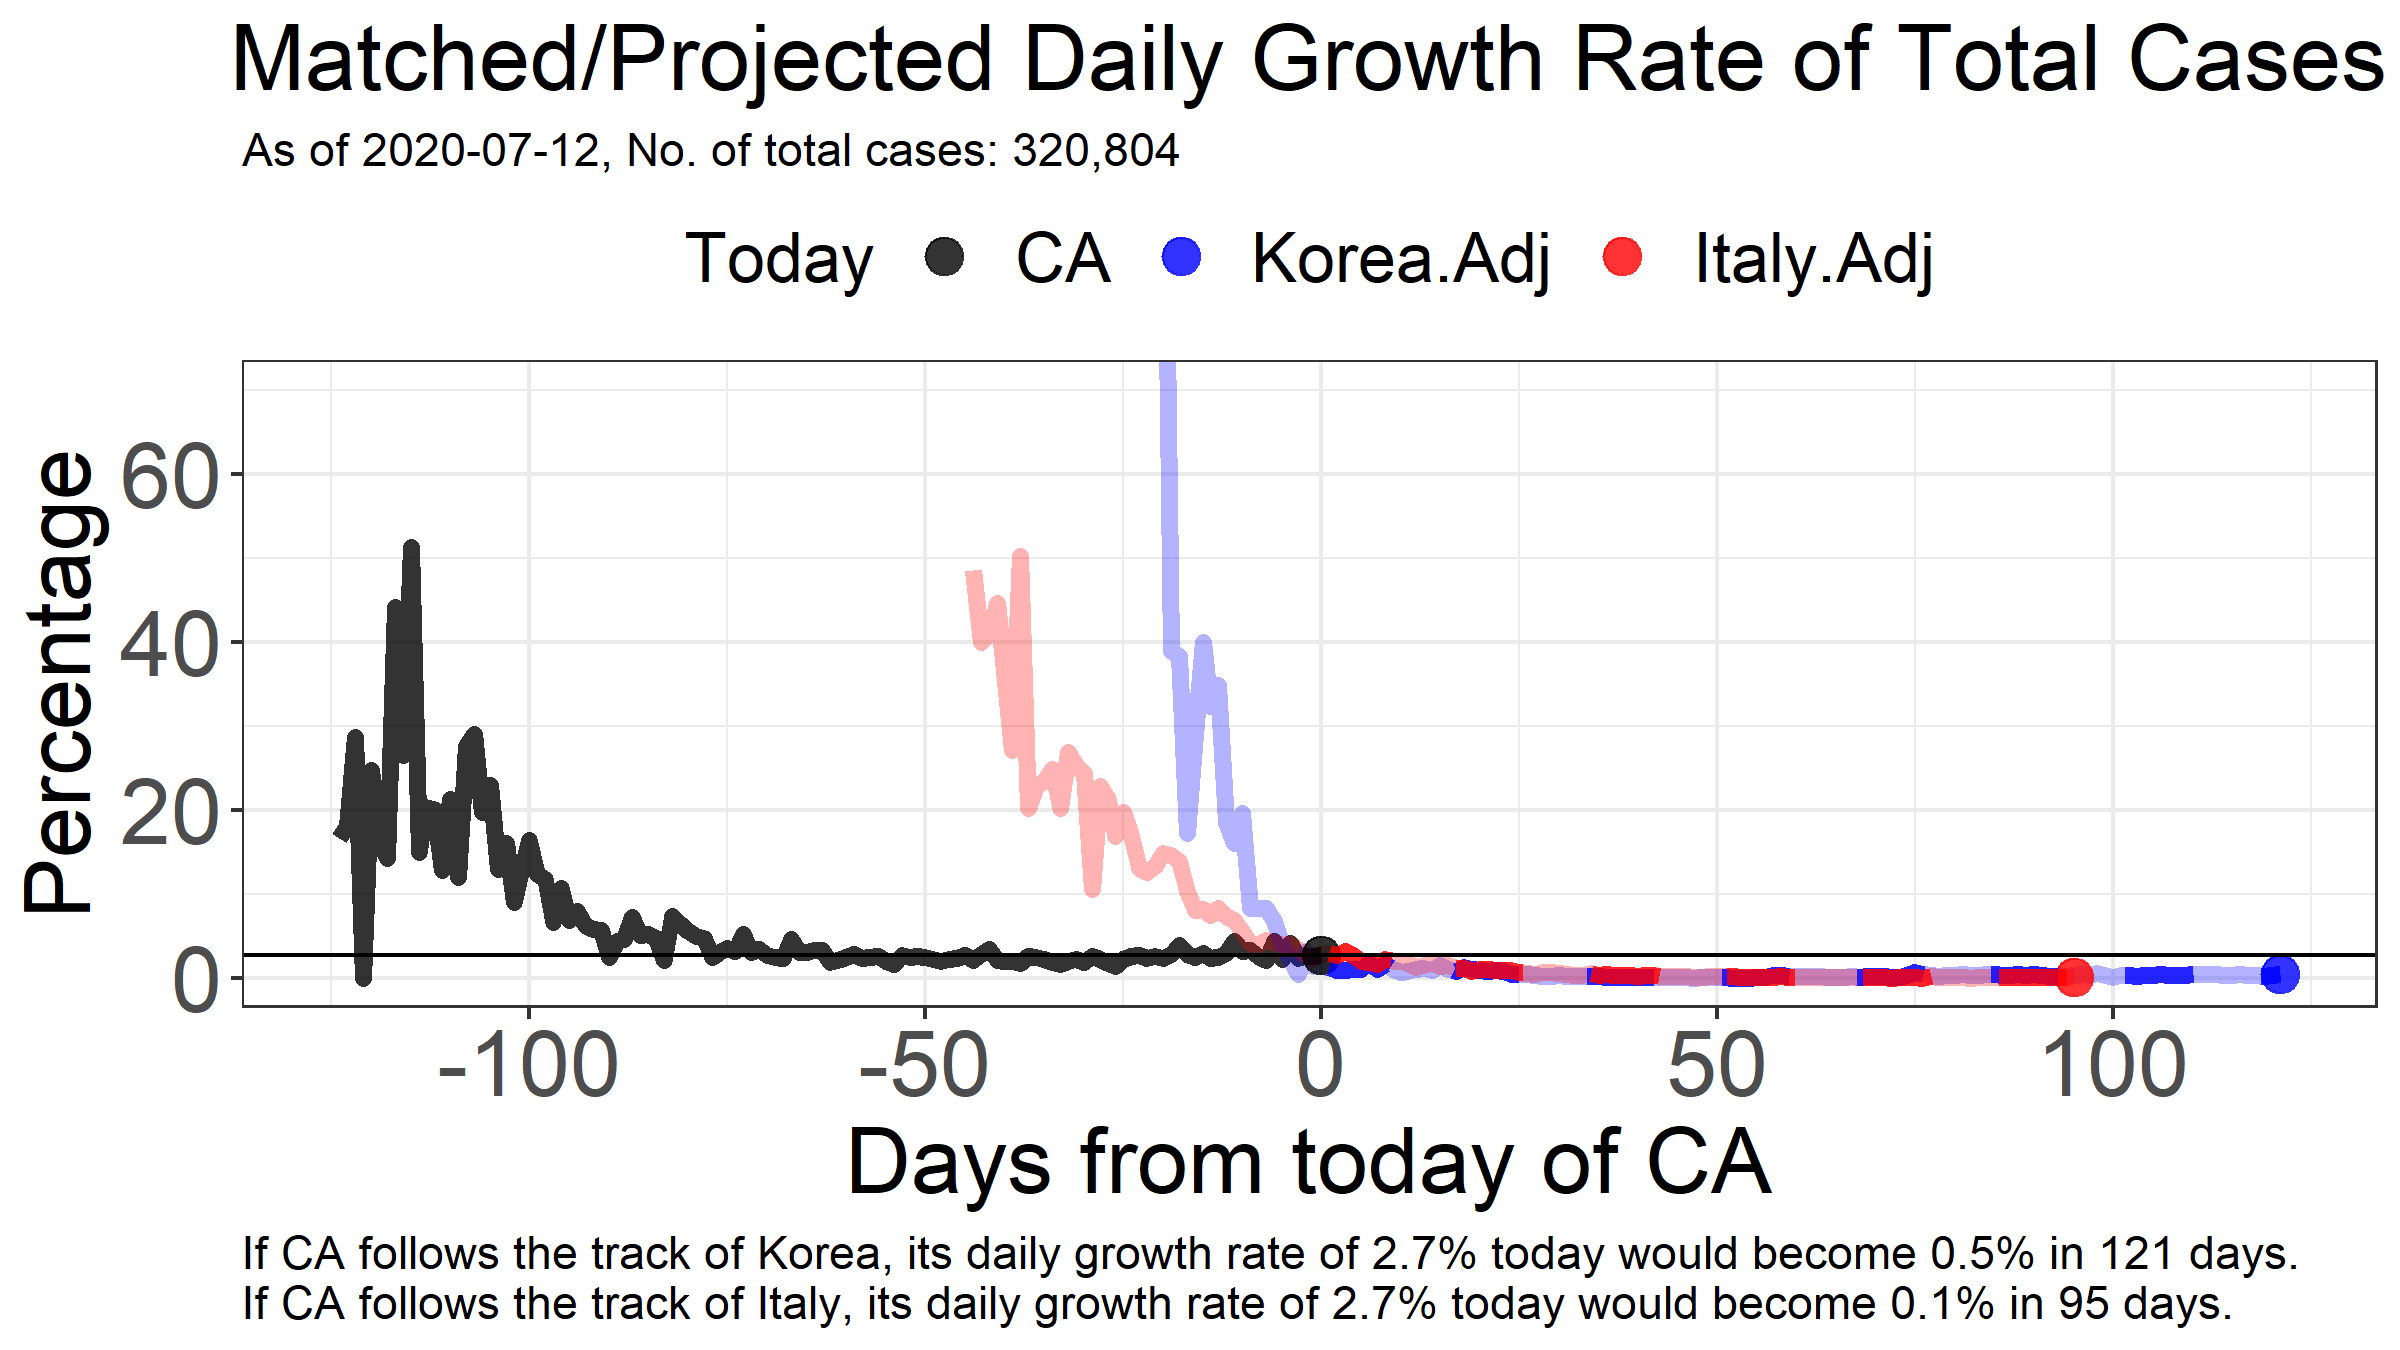 Matched/Projected Daily Growth Rate of Total Cases
As of 2020-07-12, No. of total cases: 320,804
Today CA Korea.Adj Italy.Adj
Percentage
60
40
20
0
-100 -50 0 50 100
Days from today of CA
If CA follows the track of Korea, its daily growth rate of 2.7% today would become 0.5% in 121 days.
If CA follows the track of Italy, its daily growth rate of 2.7% today would become 0.1% in 95 days.